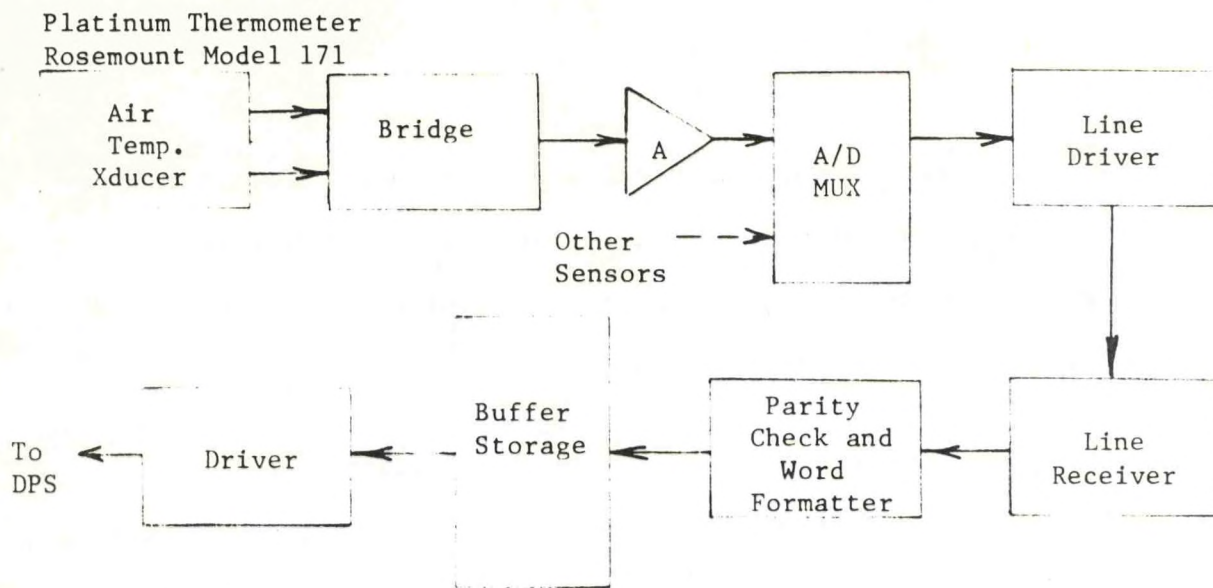 Platinum Thermometer
Rosemount Model 171
Air
Temp.
Xducer
Bridge
A
A/D
MUX
Line
Driver
Other
Sensors
To
DPS
Driver
Buffer
Storage
Parity
Check and
Word
Formatter
Line
Receiver